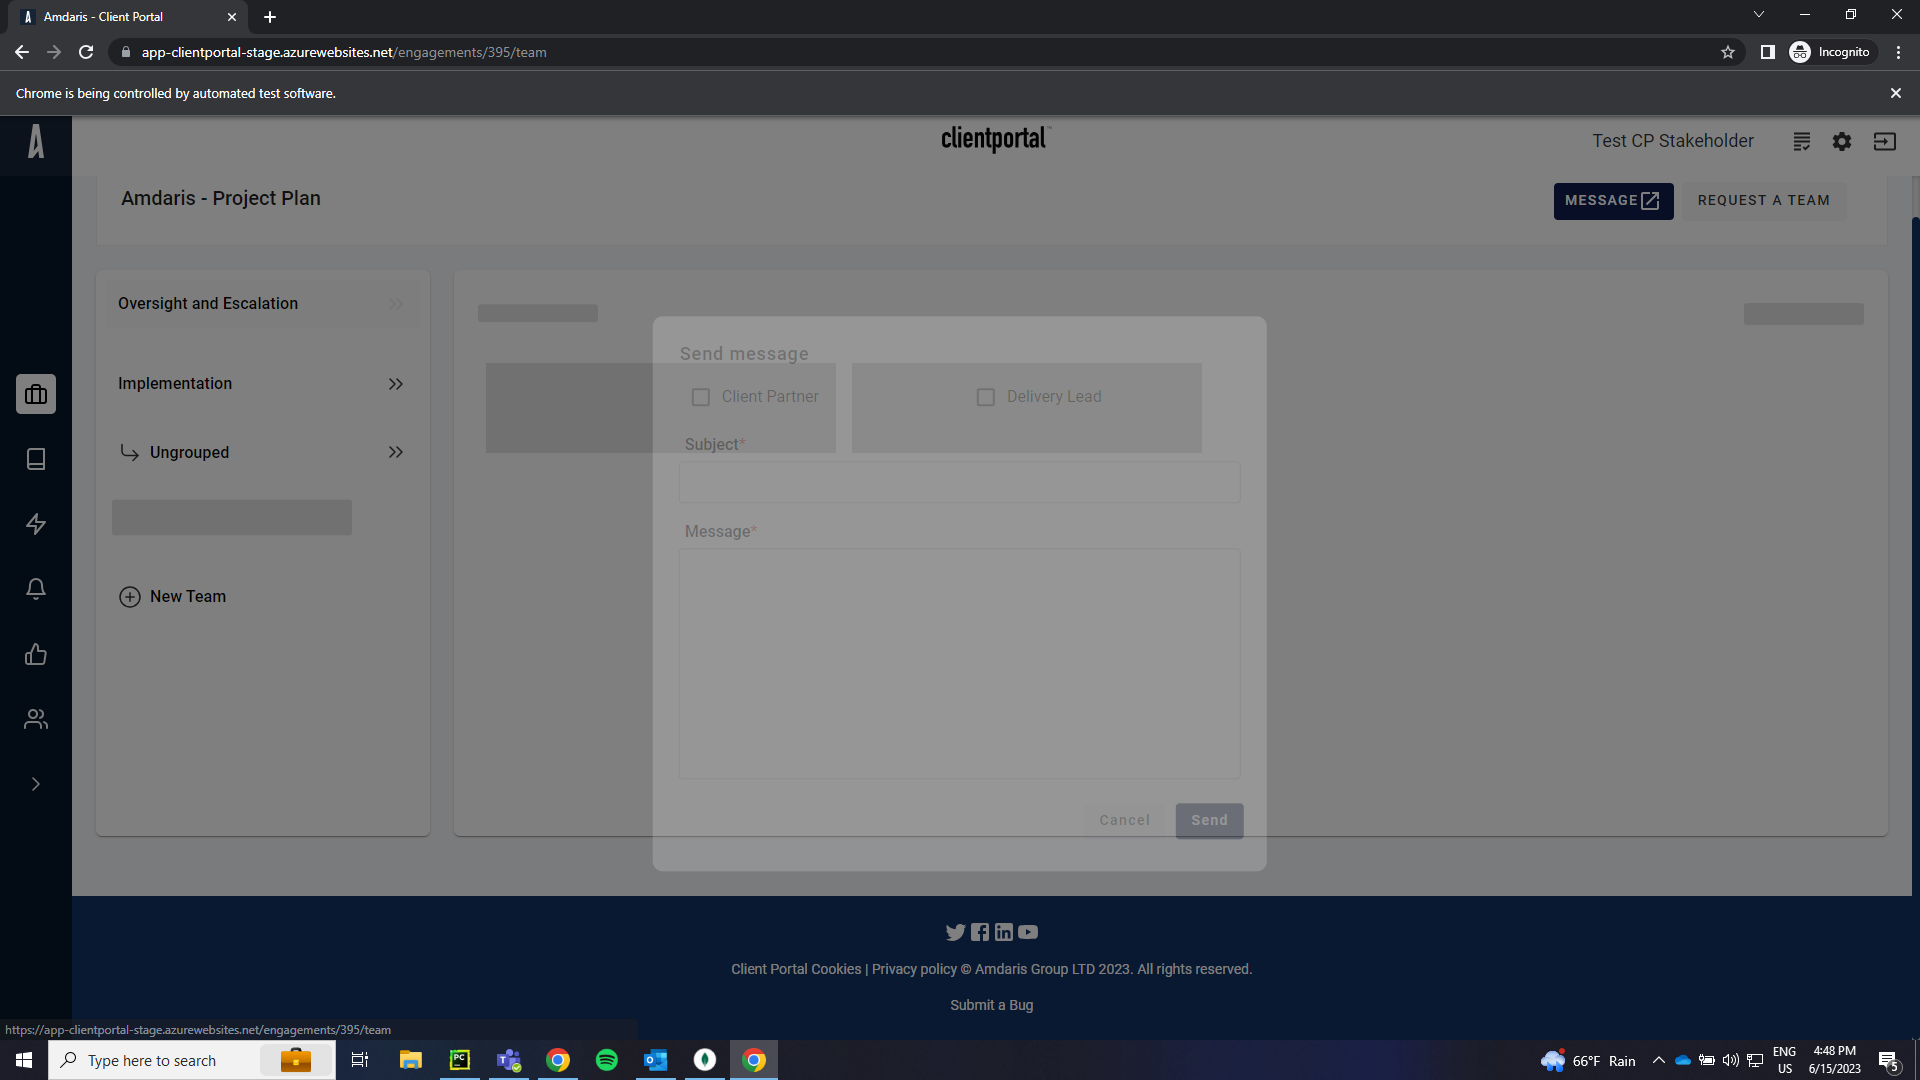 Amdaris - Client Portal
app-clientportal-stage.azurewebsites.net/engagements/395/team
Incognito
Chrome is being controlled by automated test software.
clientportal
Test CP Stakeholder
Amdaris - Project Plan
MESSAGE
REQUEST A TEAM
Oversight and Escalation
Implementation
Ungrouped
New Team
Send message
Client Partner
Delivery Lead
Subject*
Message*
Cancel
Send
Client Portal Cookies | Privacy policy © Amdaris Group LTD 2023. All rights reserved.
Submit a Bug
https://app-clientportal-stage.azurewebsites.net/engagements/395/team
Type here to search
PC
66°F Rain
ENG
US
4:48 PM
6/15/2023
5